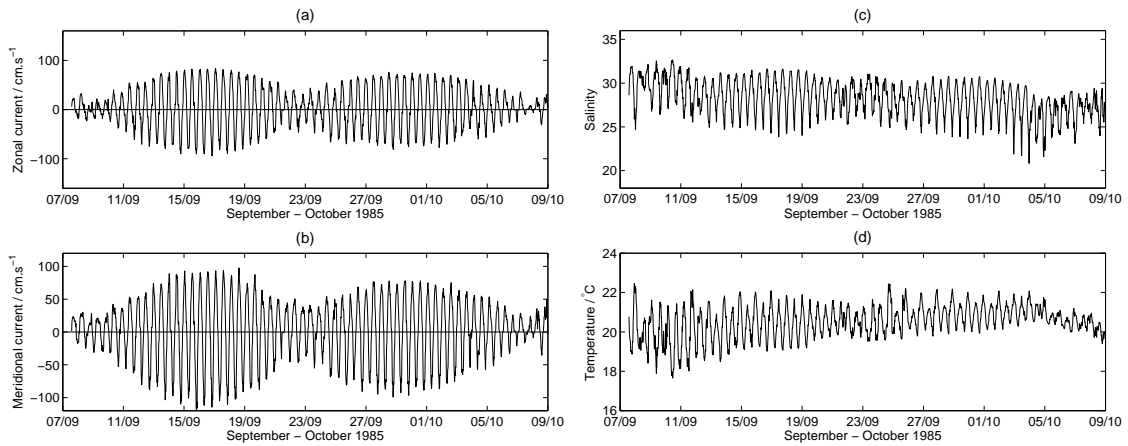 (a)
100
0
−100
Zonal current / cm.s−1
07/09 11/09 15/09 19/09 23/09 27/09 01/10 05/10 09/10
September − October 1985
(c)
35
30
25
20
Salinity
07/09 11/09 15/09 19/09 23/09 27/09 01/10 05/10 09/10
September − October 1985
(b)
100
50
0
−50
−100
Meridional current / cm.s−1
07/09 11/09 15/09 19/09 23/09 27/09 01/10 05/10 09/10
September − October 1985
(d)
24
22
20
18
16
Temperature / °C
07/09 11/09 15/09 19/09 23/09 27/09 01/10 05/10 09/10
September − October 1985